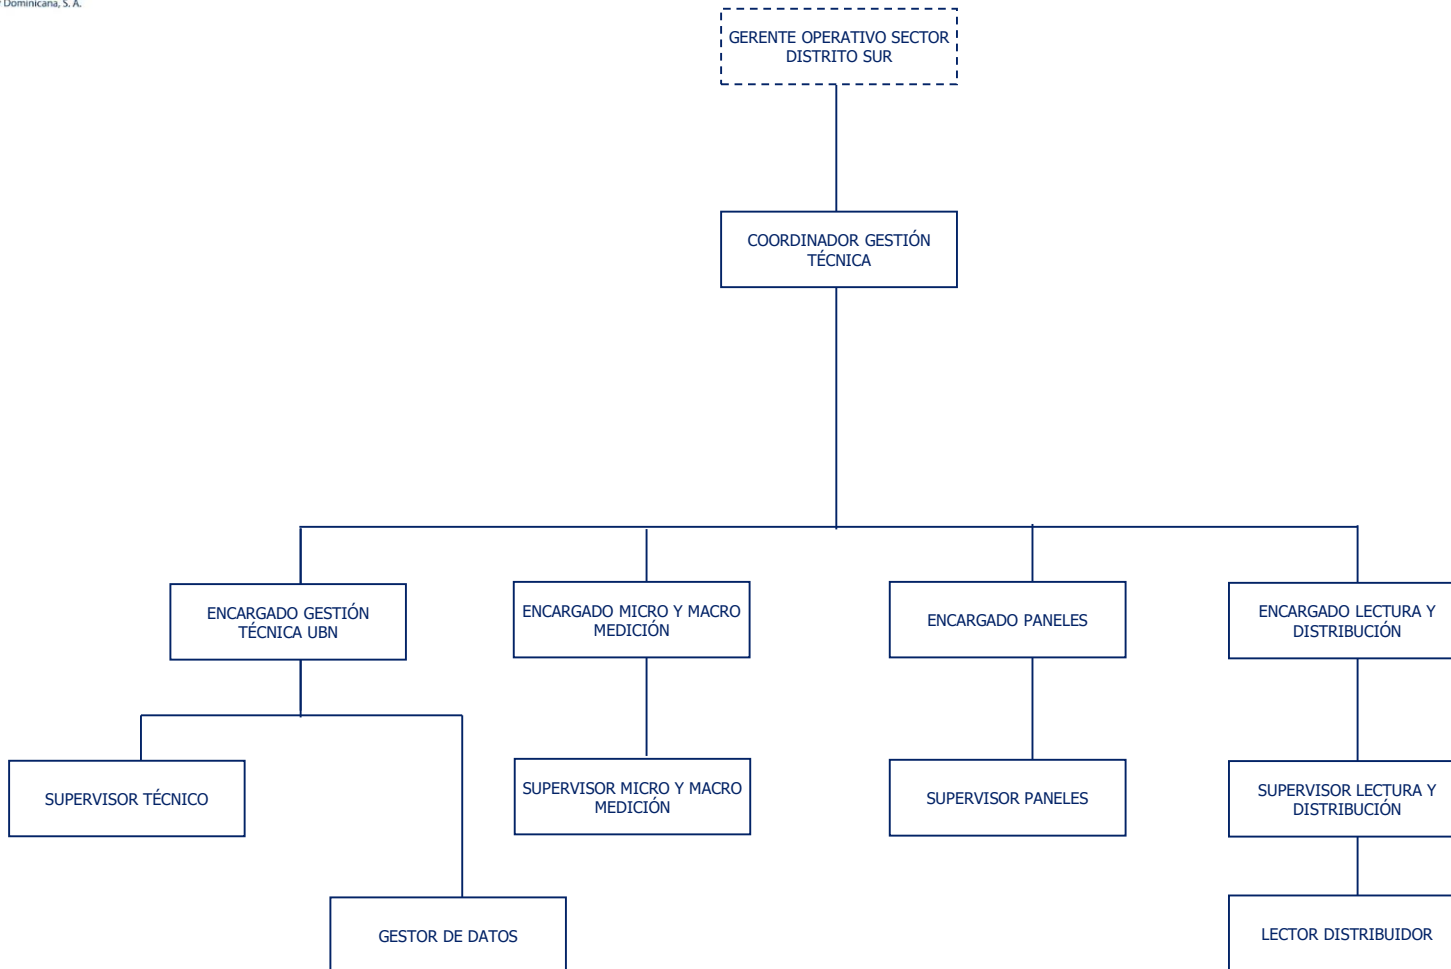 Dominicana, S. A.
GERENTE OPERATIVO SECTOR
DISTRITO SUR
COORDINADOR GESTIÓN
TÉCNICA
ENCARGADO GESTIÓN
TÉCNICA UBN
ENCARGADO MICRO Y MACRO
MEDICIÓN
ENCARGADO PANELES
ENCARGADO LECTURA Y
DISTRIBUCIÓN
SUPERVISOR TÉCNICO
SUPERVISOR MICRO Y MACRO
MEDICIÓN
SUPERVISOR PANELES
SUPERVISOR LECTURA Y
DISTRIBUCIÓN
GESTOR DE DATOS
LECTOR DISTRIBUIDOR